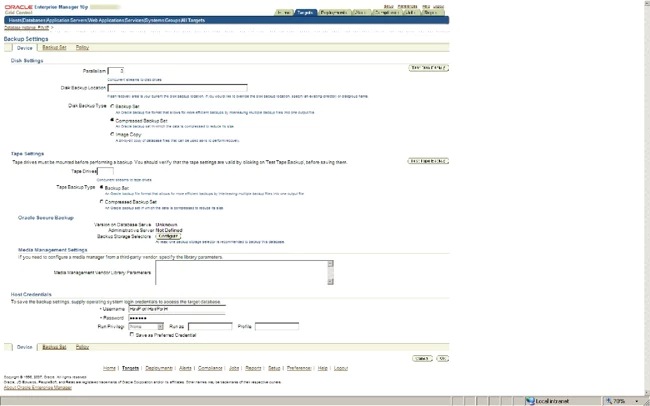 ORACLE Enterprise Manager 10g
Grid Control
Setup Preferences Help Logout
Home Targets Deployments Alerts Compliance Jobs Reports
Hosts | Databases | Application Servers | Web Applications | Services | Systems | Groups | All Targets
Backup Settings
Device Backup Set Policy
Disk Settings
Parallelism
Test Disk Backup
Concurrent streams to disk drives
Disk Backup Location
Flash recovery area is your current disk backup location. If you would like to override the disk backup location, specify an existing directory or diskgroup name.
Disk Backup Type Backup Set
An Oracle backup file format that allows for more efficient backups by interleaving multiple backup files into one output file.
Compressed Backup Set
An Oracle backup set in which the data is compressed to reduce its size.
Image Copy
A bit-by-bit copy of database files that can be used as-is to perform recovery.
Tape Settings
Tape drives must be mounted before performing a backup. You should verify that the tape settings are valid by clicking on Test Tape Backup, before saving them.
Test Tape Backup
Tape Drives
Concurrent streams to tape drives
Tape Backup Type Backup Set
An Oracle backup file format that allows for more efficient backups by interleaving multiple backup files into one output file.
Compressed Backup Set
An Oracle backup set in which the data is compressed to reduce its size.
Oracle Secure Backup
Version on Database Server Unknown
Administrative Server Not Defined
Backup Storage Selectors Configure
At least one backup storage selector is recommended to backup this database
Media Management Settings
If you need to configure a media manager from a third-party vendor, specify the library parameters.
Media Management Vendor Library Parameters
Host Credentials
To save the backup settings, supply operating system login credentials to access the target database.
* Username
* Password ••••••
Run Privilege None Run as Profile
Save as Preferred Credential
Device Backup Set Policy
Cancel OK
Home | Targets | Deployments | Alerts | Compliance | Jobs | Reports | Setup | Preferences | Help | Logout
Copyright © 1996, 2007, Oracle. All rights reserved.
Oracle, JD Edwards, PeopleSoft, and Retek are registered trademarks of Oracle Corporation and/or its affiliates. Other names may be trademarks of their respective owners.
About Oracle Enterprise Manager
Local intranet
70%